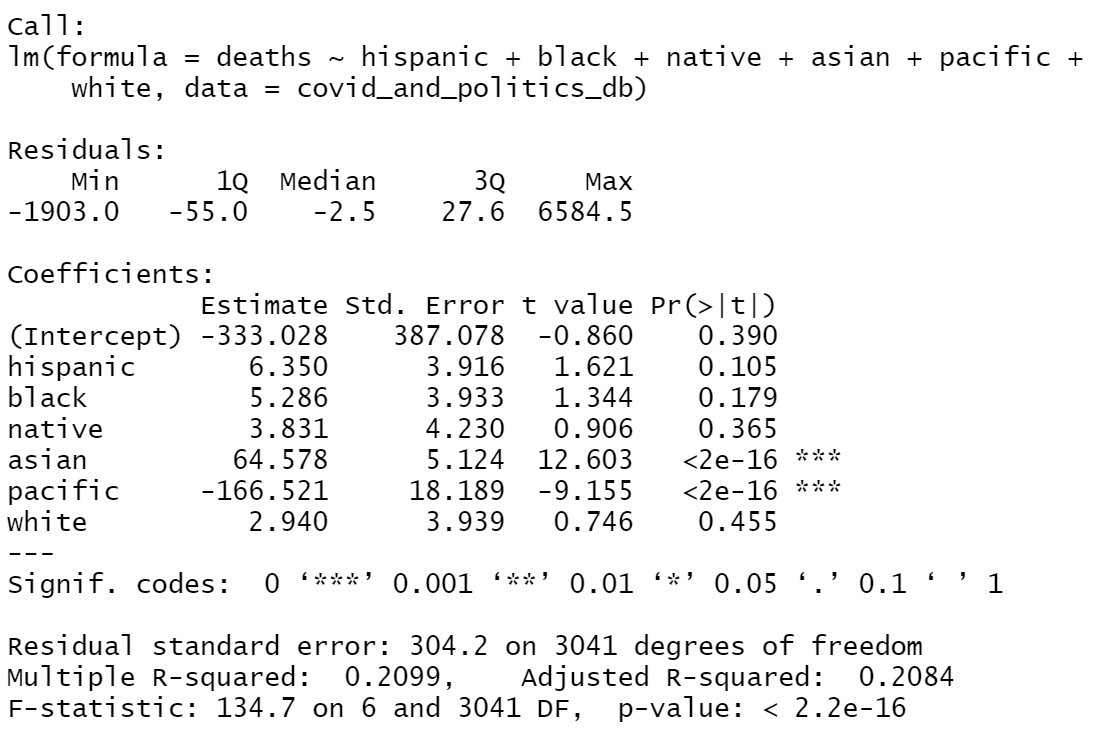 Call:
lm(formula = deaths ~ hispanic + black + native + asian + pacific +
    white, data = covid_and_politics_db)

Residuals:
    Min      1Q  Median      3Q     Max
-1903.0   -55.0    -2.5    27.6  6584.5

Coefficients:
            Estimate Std. Error t value Pr(>|t|)
(Intercept) -333.028    387.078  -0.860    0.390
hispanic       6.350      3.916   1.621    0.105
black          5.286      3.933   1.344    0.179
native         3.831      4.230   0.906    0.365
asian         64.578      5.124  12.603   <2e-16 ***
pacific     -166.521     18.189  -9.155   <2e-16 ***
white          2.940      3.939   0.746    0.455
---
Signif. codes:  0 ‘***’ 0.001 ‘**’ 0.01 ‘*’ 0.05 ‘.’ 0.1 ‘ ’ 1

Residual standard error: 304.2 on 3041 degrees of freedom
Multiple R-squared:  0.2099,    Adjusted R-squared:  0.2084
F-statistic: 134.7 on 6 and 3041 DF,  p-value: < 2.2e-16